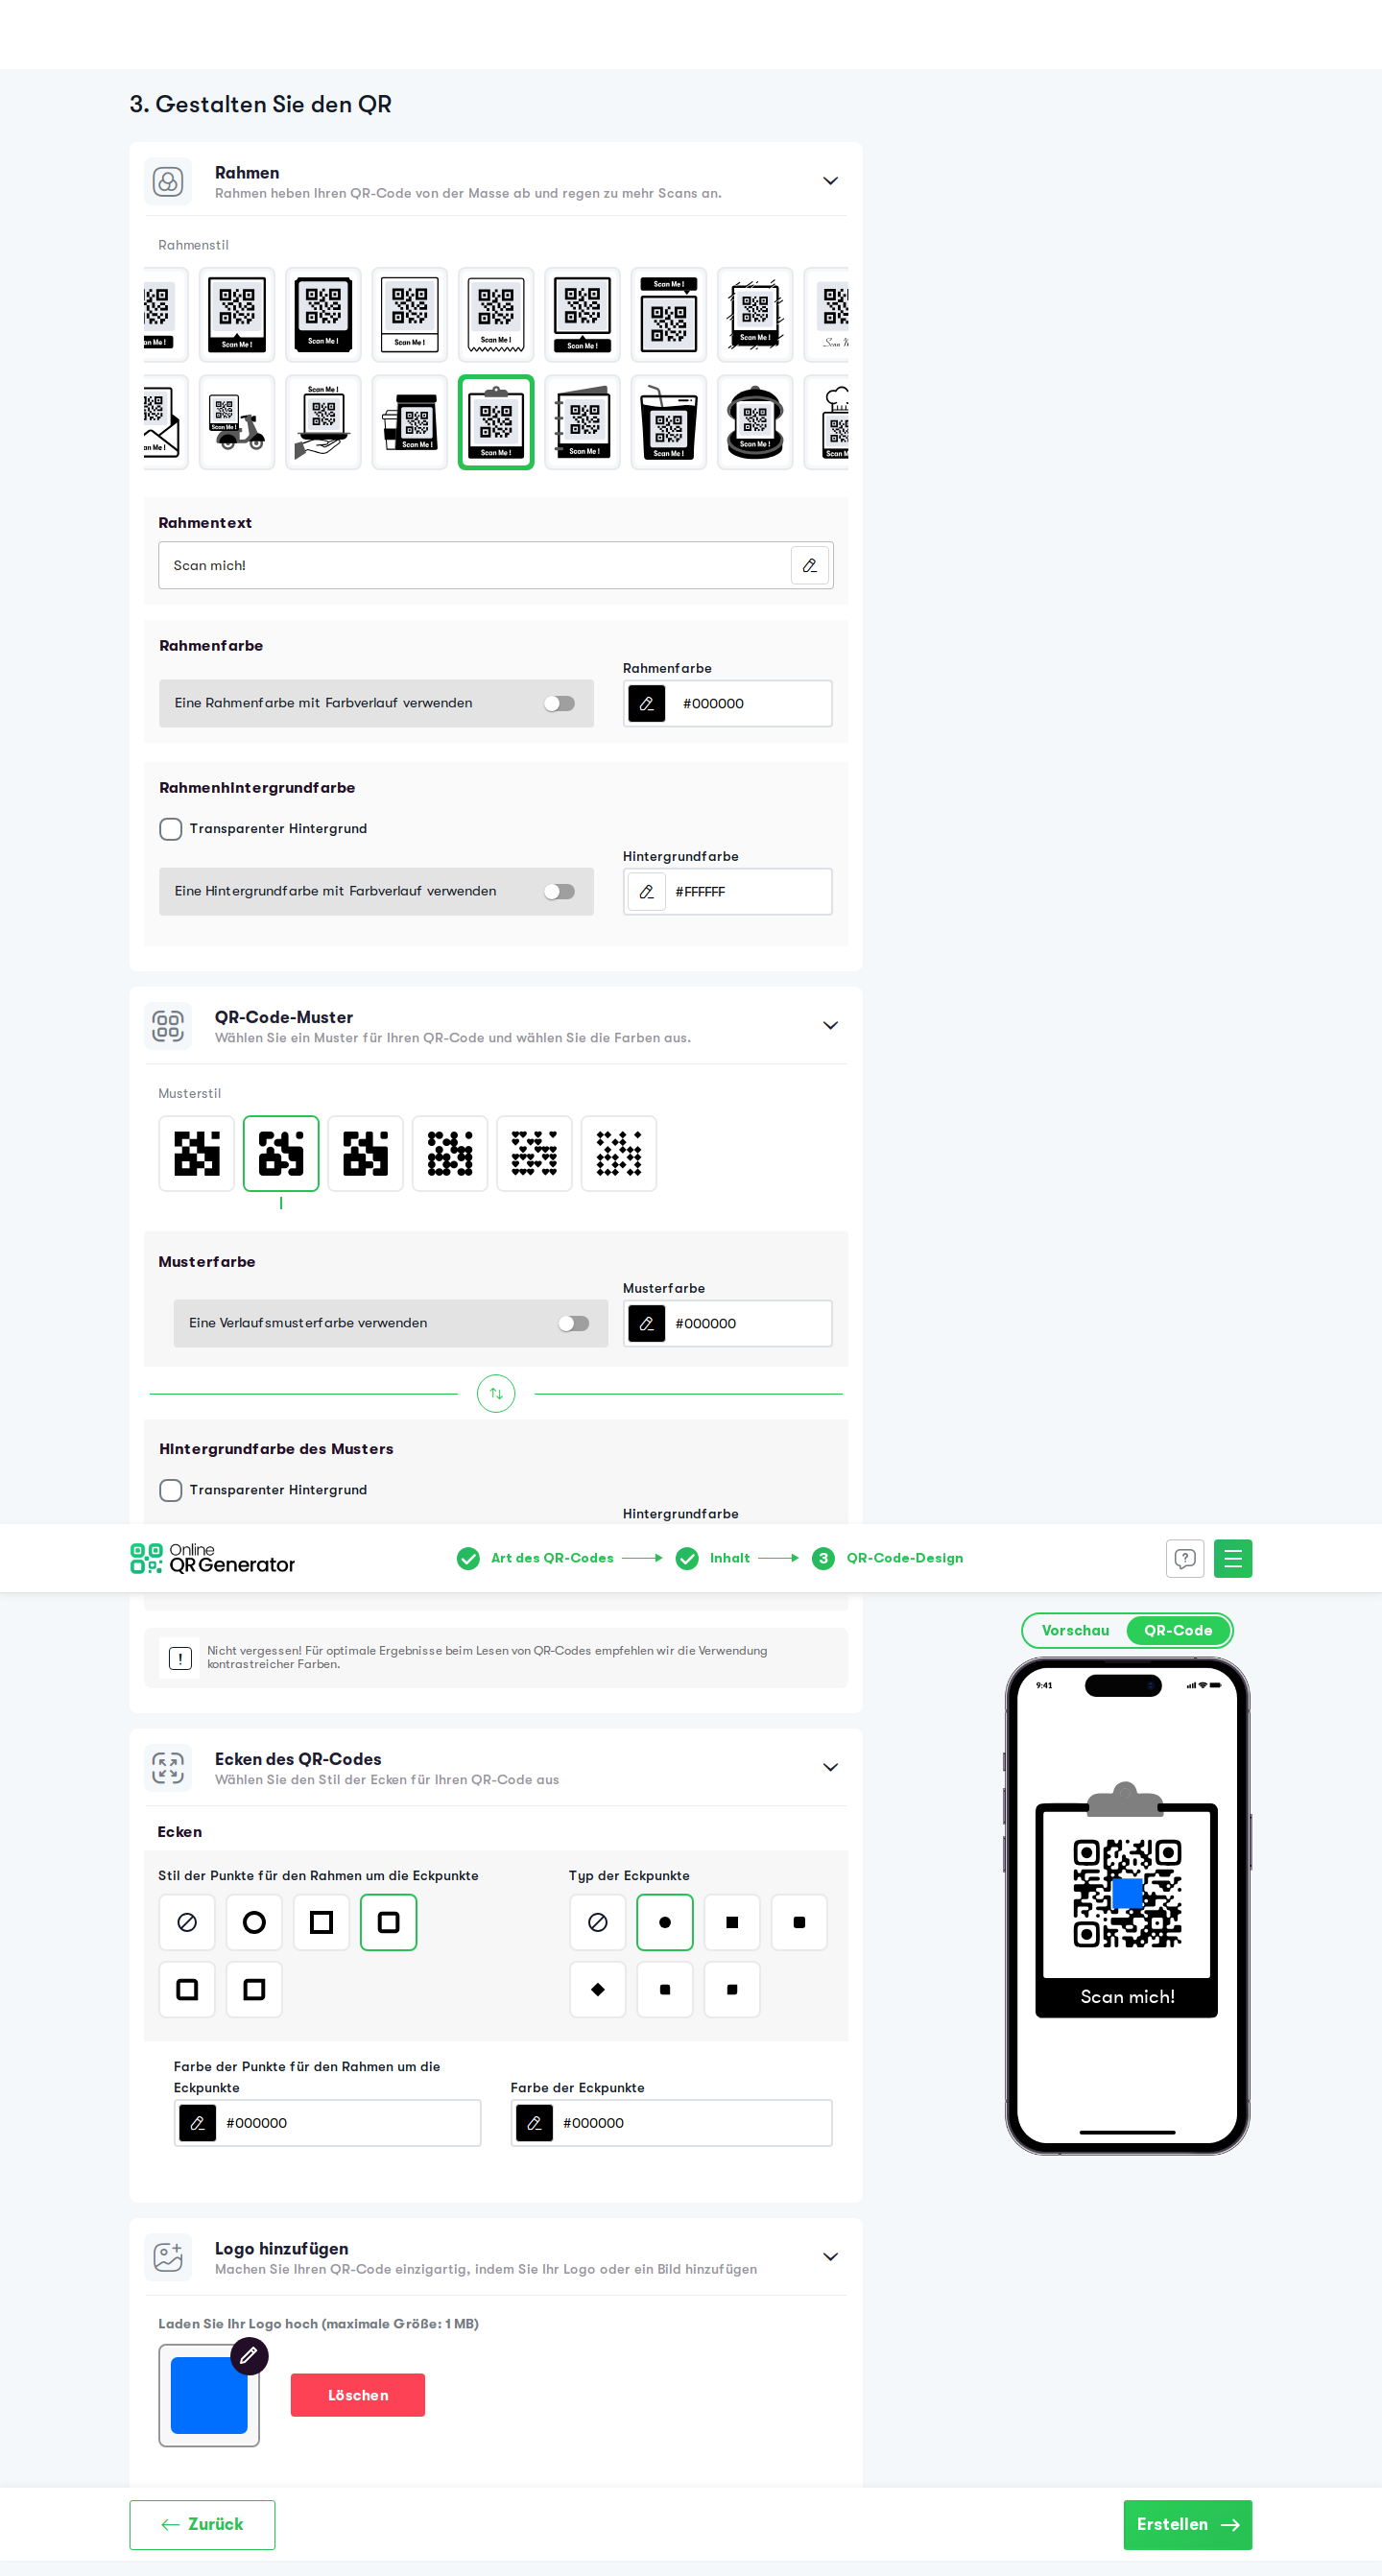 3. Gestalten Sie den QR
Rahmen
Rahmen heben Ihren QR-Code von der Masse ab und regen zu mehr Scans an.
Rahmenstil
Scan Me !
Me !
Scan Me !
Scan Me !
Scan Me !
Scan Me !
Scan Me !
Scan Me !
Scan
Scan Me !
Me !
Scan Me !
Scan Me !
Scan Me !
Scan Me !
Scan Me !
Scan Me !
Scan
Rahmentext
Scan mich!
Rahmenfarbe
Rahmenfarbe
Eine Rahmenfarbe mit Farbverlauf verwenden
#000000
Rahmenhintergrundfarbe
Transparenter Hintergrund
Hintergrundfarbe
Eine Hintergrundfarbe mit Farbverlauf verwenden
#FFFFFF
QR-Code-Muster
Wählen Sie ein Muster für Ihren QR-Code und wählen Sie die Farben aus.
Musterstil
Musterfarbe
Musterfarbe
Eine Verlaufsmusterfarbe verwenden
#000000
Hintergrundfarbe des Musters
Transparenter Hintergrund
Hintergrundfarbe
Online
QR Generator
Art des QR-Codes
Inhalt
3 QR-Code-Design
Vorschau QR-Code
Nicht vergessen! Für optimale Ergebnisse beim Lesen von QR-Codes empfehlen wir die Verwendung
kontrastreicher Farben.
9:41
Ecken des QR-Codes
Wählen Sie den Stil der Ecken für Ihren QR-Code aus
Ecken
Stil der Punkte für den Rahmen um die Eckpunkte
Typ der Eckpunkte
Scan mich!
Farbe der Punkte für den Rahmen um die
Eckpunkte
Farbe der Eckpunkte
#000000
#000000
Logo hinzufügen
Machen Sie Ihren QR-Code einzigartig, indem Sie Ihr Logo oder ein Bild hinzufügen
Laden Sie Ihr Logo hoch (maximale Größe: 1 MB)
Löschen
Zurück
Erstellen